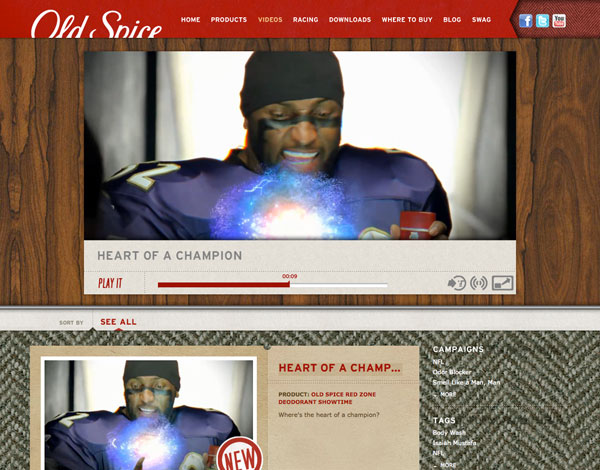 Old Spice
HOME PRODUCTS VIDEOS RACING DOWNLOADS WHERE TO BUY BLOG SWAG
f t You Tube
2
HEART OF A CHAMPION
PLAY IT
00:09
SORT BY SEE ALL
HEART OF A CHAMP...
PRODUCT: OLD SPICE RED ZONE
DEODORANT SHOWTIME
Where's the heart of a champion?
NEW
CAMPAIGNS
NFL
Odor Blocker
Smell Like a Man, Man
MORE
TAGS
Body Wash
Isaiah Mustafa
NFL
MORE